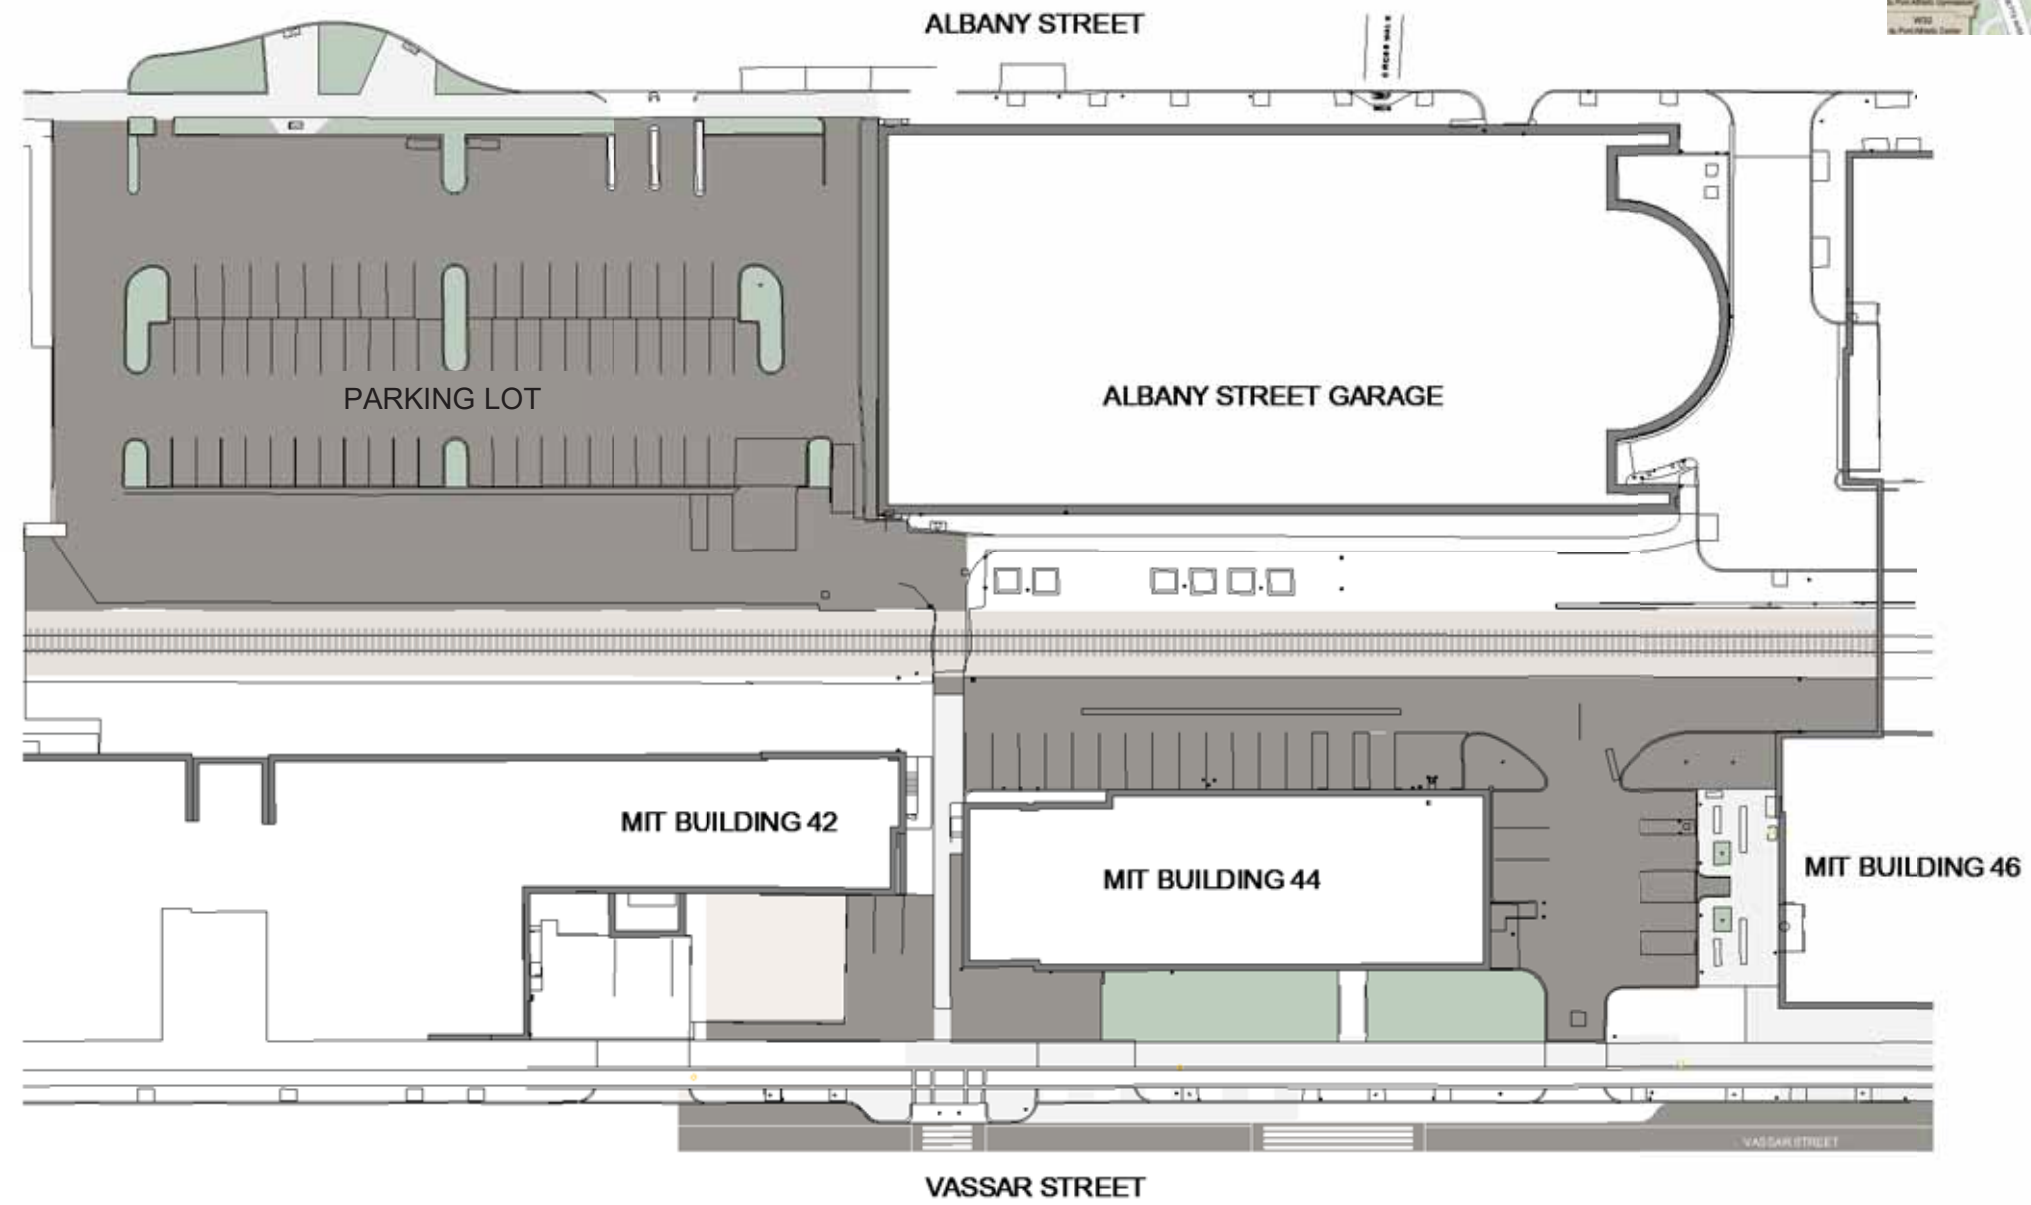 ALBANY STREET
W32
PARKING LOT
ALBANY STREET GARAGE
MIT BUILDING 42
MIT BUILDING 44
MIT BUILDING 46
VASSAR STREET
VASSAR STREET